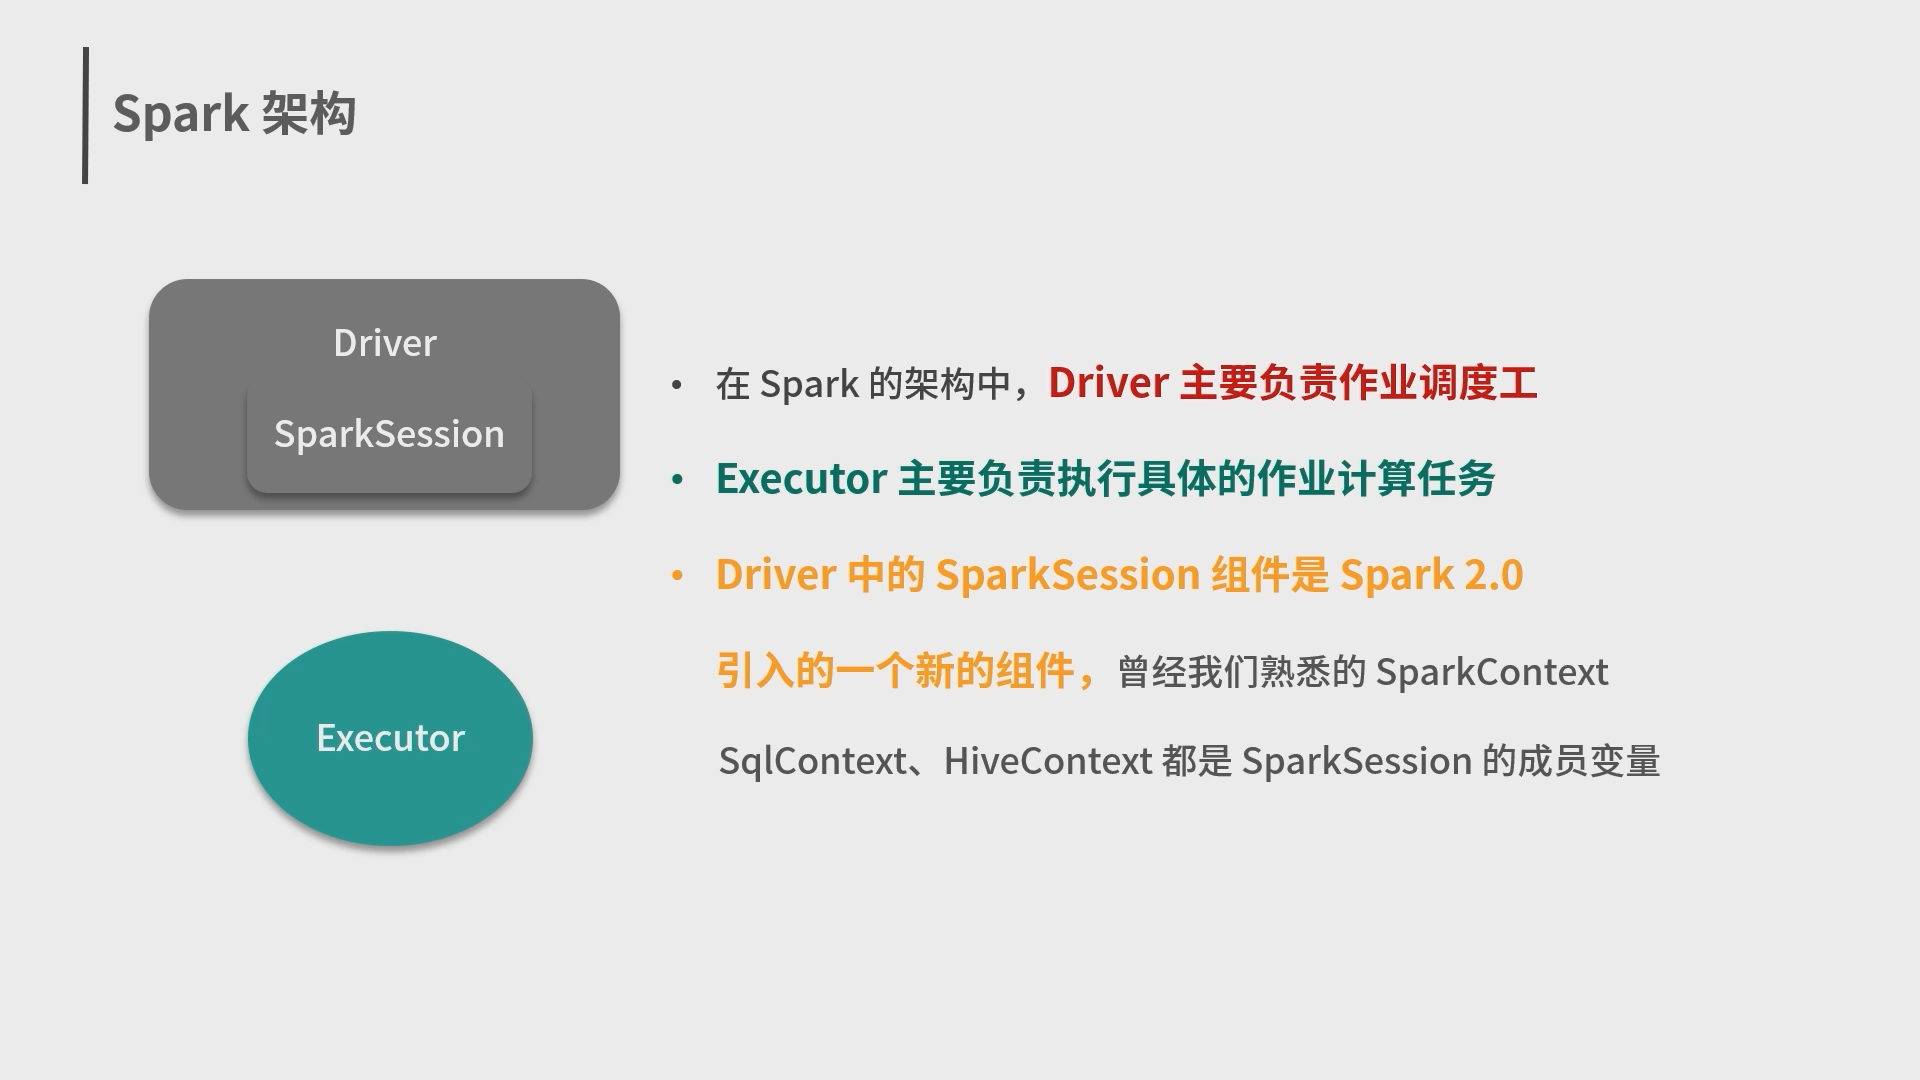 Spark 架构
Driver
SparkSession
Executor
• 在 Spark 的架构中，Driver 主要负责作业调度工
• Executor 主要负责执行具体的作业计算任务
• Driver 中的 SparkSession 组件是 Spark 2.0
引入的一个新的组件，曾经我们熟悉的 SparkContext
SqlContext、HiveContext 都是 SparkSession 的成员变量